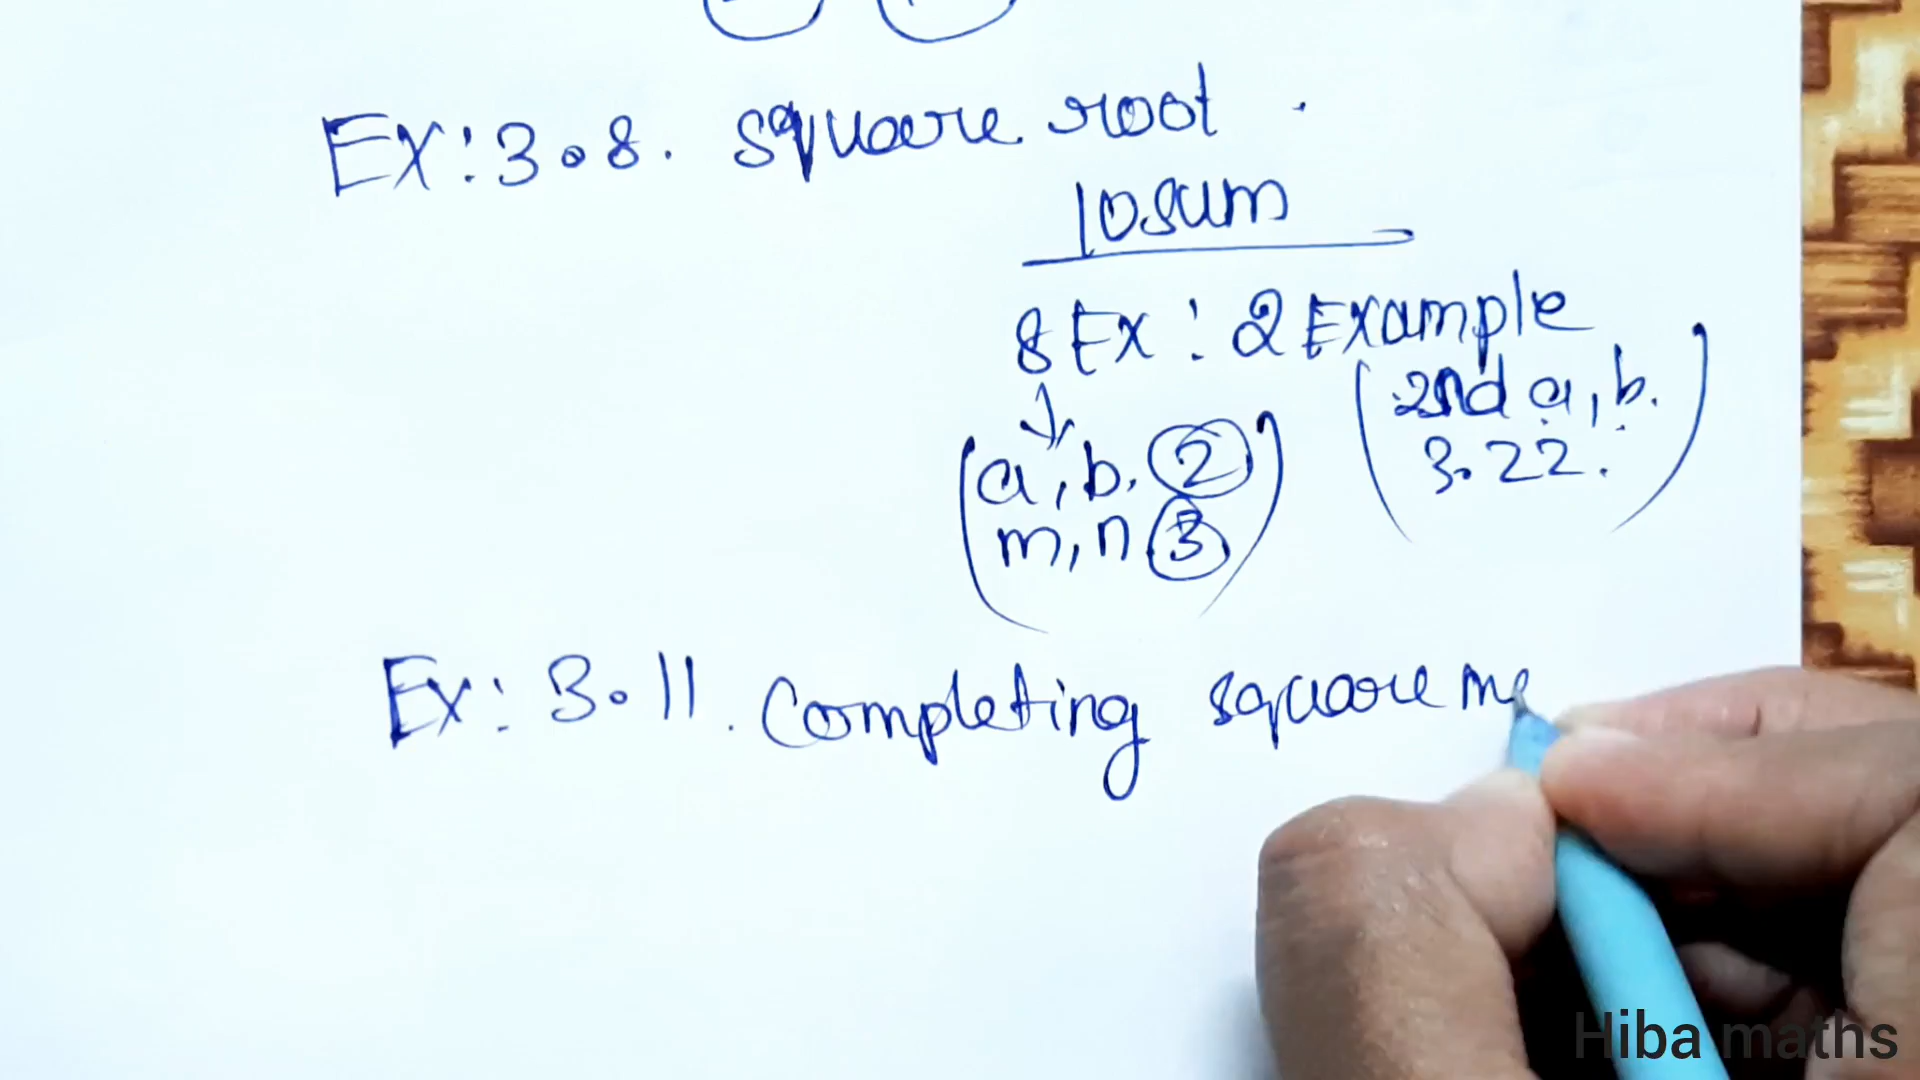 Ex: 3.8. square root.
10 sum
8 Ex: 2 Example
(a, b. 2
m, n 3)
(2nd a, b.
3.22.)
Ex: 3.11. Completing square me
Hiba maths